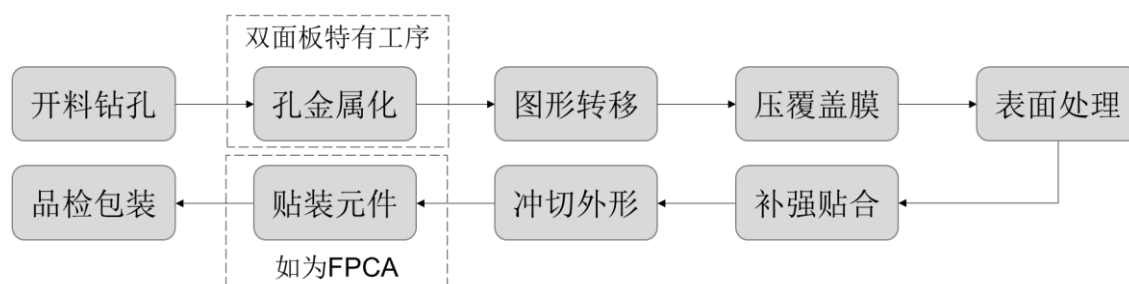 双面板特有工序
开料钻孔
孔金属化
图形转移
压覆盖膜
表面处理
品检包装
贴装元件
冲切外形
补强贴合
如为FPCA